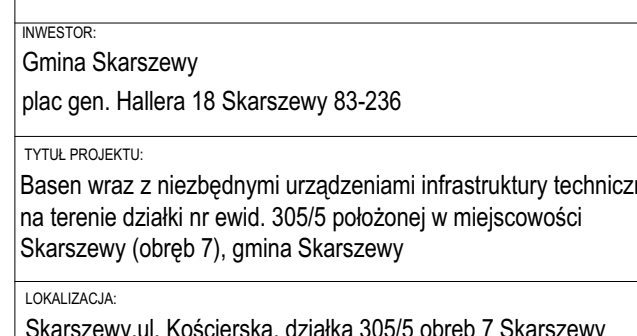 INWESTOR:
Gmina Skarszewy
plac gen. Hallera 18 Skarszewy 83-236
TYTUŁ PROJEKTU:
Basen wraz z niezbędnymi urządzeniami infrastruktury techniczn
na terenie działki nr ewid. 305/5 położonej w miejscowości
Skarszewy (obręb 7), gmina Skarszewy
LOKALIZACJA:
Skarszewy,ul. Kościerska, działka 305/5 obręb 7 Skarszewy